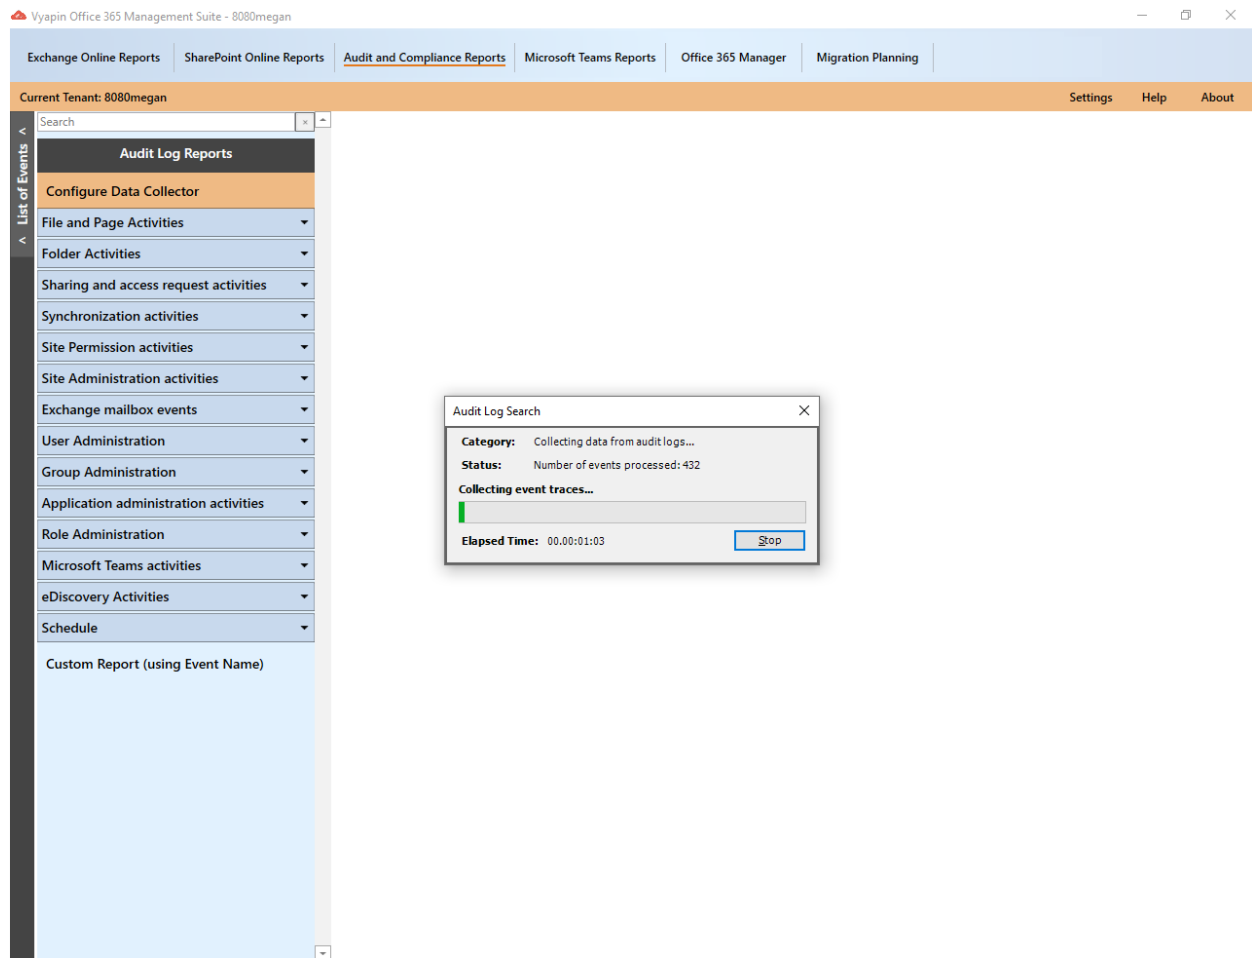 Vyapin Office 365 Management Suite - 8080megan
Exchange Online Reports
SharePoint Online Reports
Audit and Compliance Reports
Microsoft Teams Reports
Office 365 Manager
Migration Planning
Current Tenant: 8080megan
Settings
Help
About
< List of Events <
Search
Audit Log Reports
Configure Data Collector
File and Page Activities
Folder Activities
Sharing and access request activities
Synchronization activities
Site Permission activities
Site Administration activities
Exchange mailbox events
User Administration
Group Administration
Application administration activities
Role Administration
Microsoft Teams activities
eDiscovery Activities
Schedule
Custom Report (using Event Name)
Audit Log Search
Category: Collecting data from audit logs...
Status: Number of events processed: 432
Collecting event traces...
Elapsed Time: 00.00:01:03
Stop